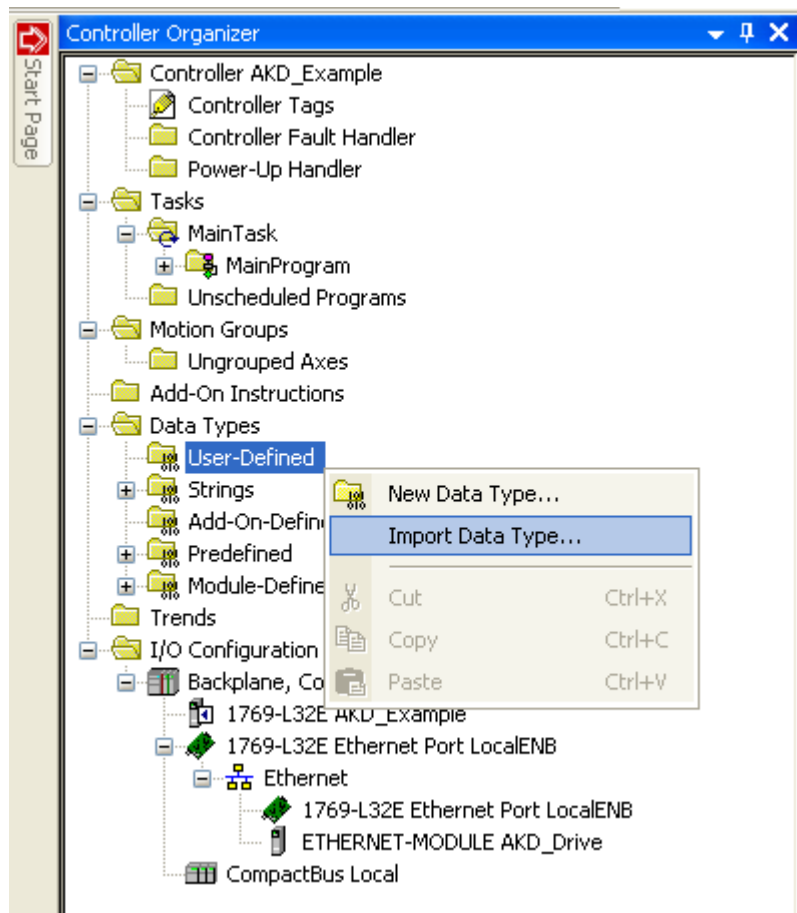 Controller Organizer
Start Page
Controller AKD_Example
Controller Tags
Controller Fault Handler
Power-Up Handler
Tasks
MainTask
MainProgram
Unscheduled Programs
Motion Groups
Ungrouped Axes
Add-On Instructions
Data Types
User-Defined
Strings
New Data Type...
Add-On-Defin
Import Data Type...
Predefined
Module-Define
Cut Ctrl+X
Trends
Copy Ctrl+C
I/O Configuration
Backplane, Co
Paste Ctrl+V
1769-L32E AKD_Example
1769-L32E Ethernet Port LocalENB
Ethernet
1769-L32E Ethernet Port LocalENB
ETHERNET-MODULE AKD_Drive
CompactBus Local